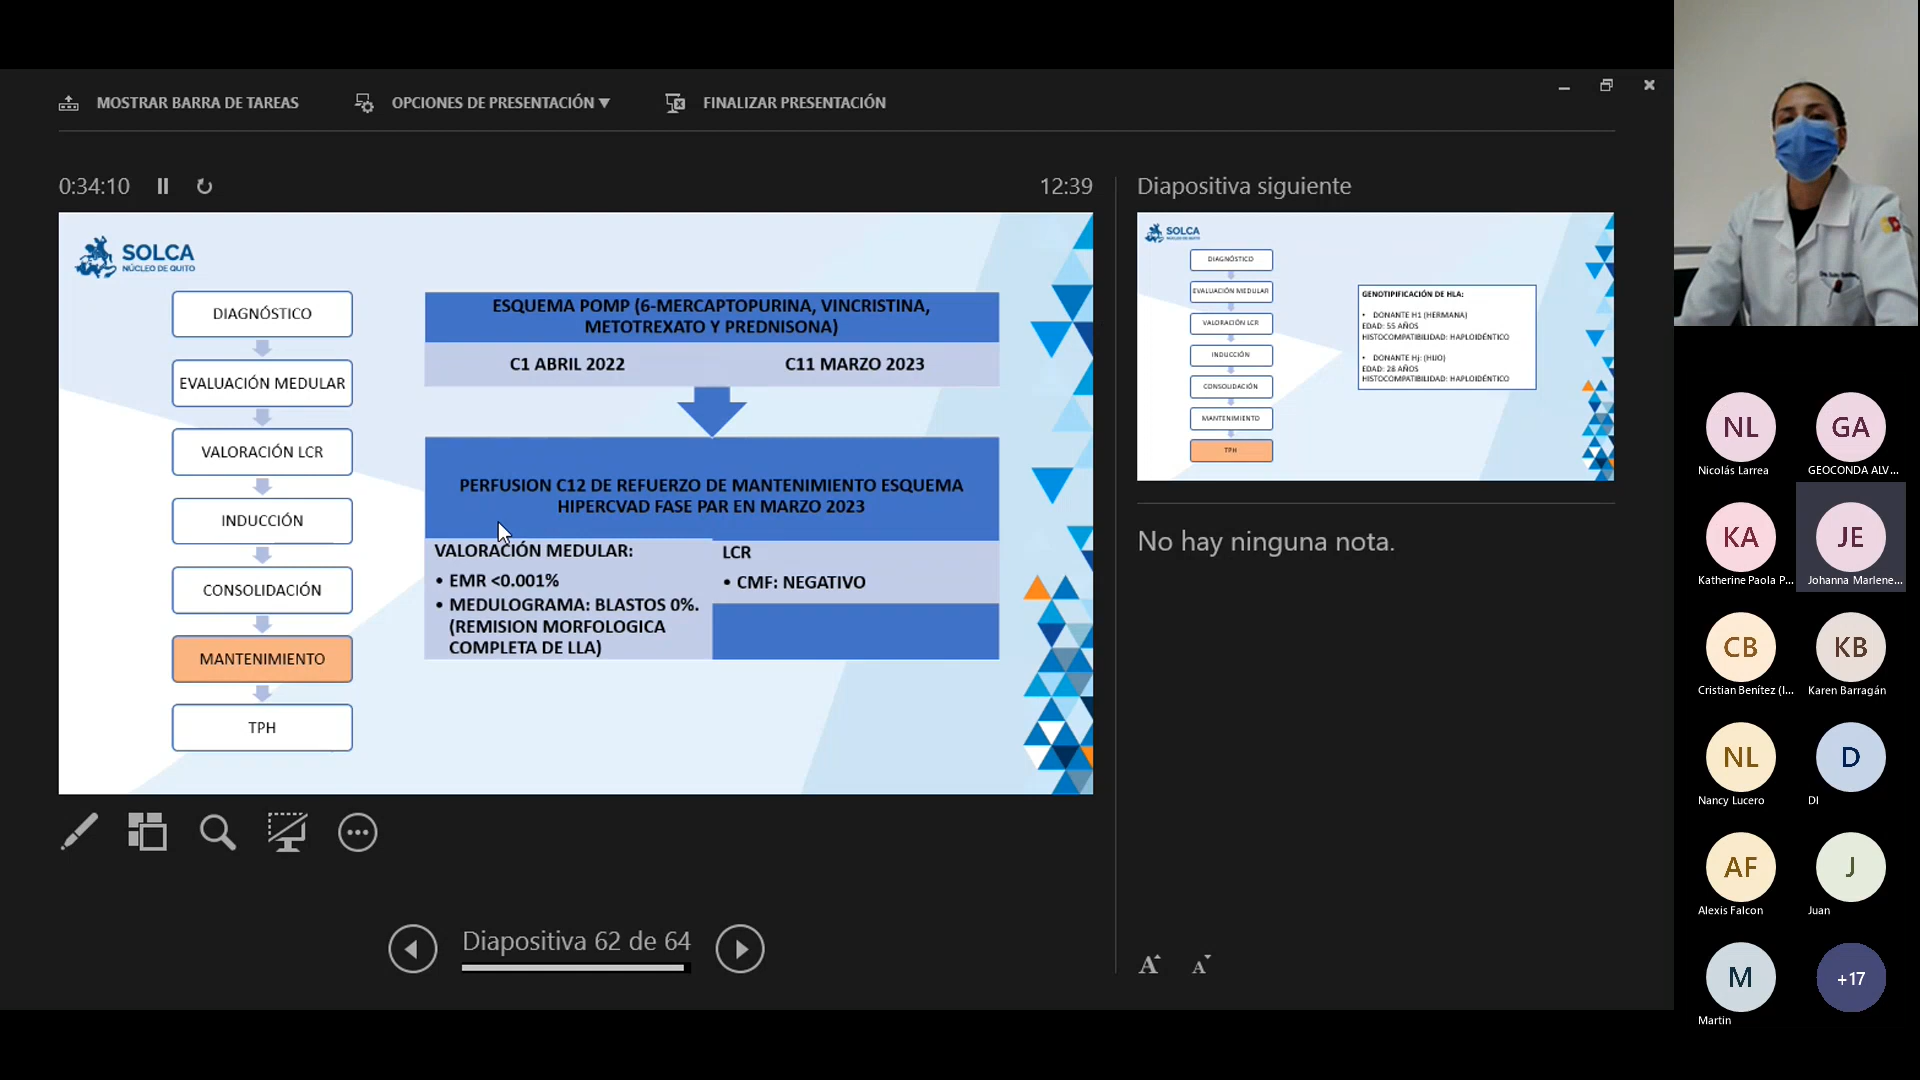 MOSTRAR BARRA DE TAREAS
OPCIONES DE PRESENTACIÓN ▼
FINALIZAR PRESENTACIÓN
0:34:10
12:39
SOLCA
NÚCLEO DE QUITO
DIAGNÓSTICO
EVALUACIÓN MEDULAR
VALORACIÓN LCR
INDUCCIÓN
CONSOLIDACIÓN
MANTENIMIENTO
TPH
ESQUEMA POMP (6-MERCAPTOPURINA, VINCRISTINA,
METOTREXATO Y PREDNISONA)
C1 ABRIL 2022
C11 MARZO 2023
PERFUSION C12 DE REFUERZO DE MANTENIMIENTO ESQUEMA
HIPERCVAD FASE PAR EN MARZO 2023
VALORACIÓN MEDULAR:
• EMR <0.001%
• MEDULOGRAMA: BLASTOS 0%.
(REMISION MORFOLOGICA
COMPLETA DE LLA)
LCR
• CMF: NEGATIVO
Diapositiva 62 de 64
Diapositiva siguiente
SOLCA
NÚCLEO DE QUITO
DIAGNÓSTICO
EVALUACIÓN MEDULAR
VALORACIÓN LCR
INDUCCIÓN
CONSOLIDACIÓN
MANTENIMIENTO
TPH
GENOTIPIFICACIÓN DE HLA:
• DONANTE H1 (HERMANA)
EDAD: 55 AÑOS
HISTOCOMPATIBILIDAD: HAPLOIDÉNTICO
• DONANTE Hj: (HIJO)
EDAD: 28 AÑOS
HISTOCOMPATIBILIDAD: HAPLOIDÉNTICO
No hay ninguna nota.
A A
NL
Nicolás Larrea
GA
GEOCONDA ALV...
KA
Katherine Paola P...
JE
Johanna Marlene...
CB
Cristian Benítez (I...
KB
Karen Barragán
NL
Nancy Lucero
D
DI
AF
Alexis Falcon
J
Juan
M
Martin
+17